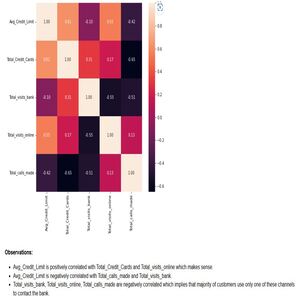 0.8
Avg_Credit_Limit
1.00
0.61
-0.10
0.55
-0.42
Total_Credit_Cards
0.61
1.00
0.32
0.17
-0.65
Total_visits_bank
-0.10
0.32
1.00
-0.55
-0.51
Total_visits_online
0.55
0.17
-0.55
1.00
0.13
Total_calls_made
-0.42
-0.65
-0.51
0.13
1.00
Avg_Credit_Limit
Total_Credit_Cards
Total_visits_bank
Total_visits_online
Total_calls_made
Observations:
• Avg_Credit_Limit is positively correlated with Total_Credit_Cards and Total_visits_online which makes sense.
• Avg_Credit_Limit is negatively correlated with Total_calls_made and Total_visits_bank.
• Total_visits_bank, Total_visits_online, Total_calls_made are negatively correlated which implies that majority of customers use only one of these channels
to contact the bank.